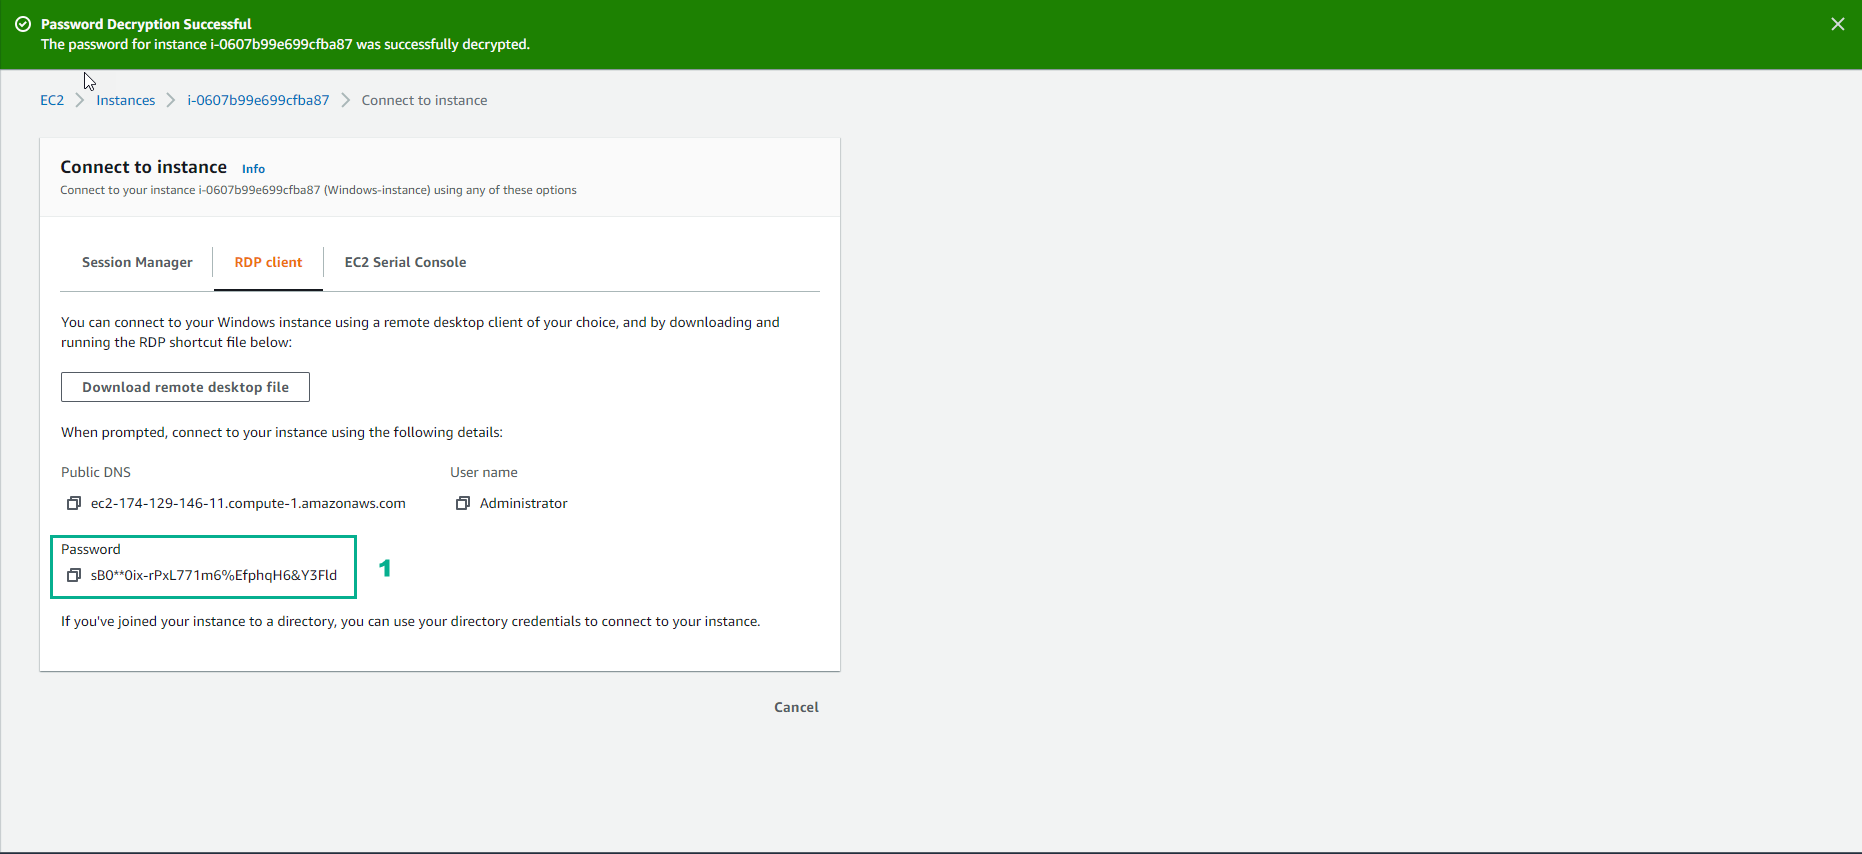 Password Decryption Successful
The password for instance i-0607b99e699cfba87 was successfully decrypted.
EC2 Instances i-0607b99e699cfba87 Connect to instance
Connect to instance Info
Connect to your instance i-0607b99e699cfba87 (Windows-instance) using any of these options
Session Manager RDP client EC2 Serial Console
You can connect to your Windows instance using a remote desktop client of your choice, and by downloading and
running the RDP shortcut file below:
Download remote desktop file
When prompted, connect to your instance using the following details:
Public DNS User name
ec2-174-129-146-11.compute-1.amazonaws.com Administrator
Password
sB0**0ix-rPxL771m6%EfphqH6&Y3Fld
1
If you've joined your instance to a directory, you can use your directory credentials to connect to your instance.
Cancel